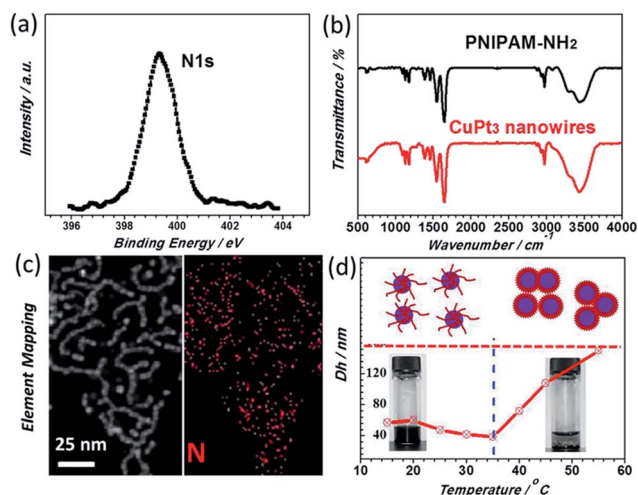 (a)
N1s
Intensity / a.u.
396 398 400 402 404
Binding Energy / eV
(b)
PNIPAM-NH2
CuPt3 nanowires
Transmittance / %
500 1000 1500 2000 2500 3000 3500 4000
Wavenumber / cm-1
(c)
Element Mapping
25 nm
N
(d)
Dh / nm
120
80
40
10 20 30 40 50 60
Temperature / °C